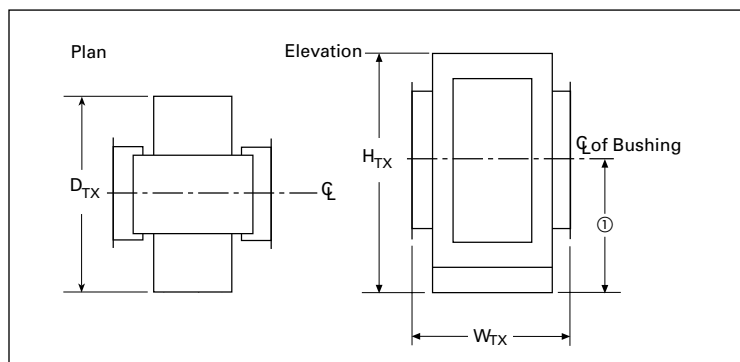 Plan
Elevation
D_TX
℄
H_TX
℄ of Bushing
①
W_TX